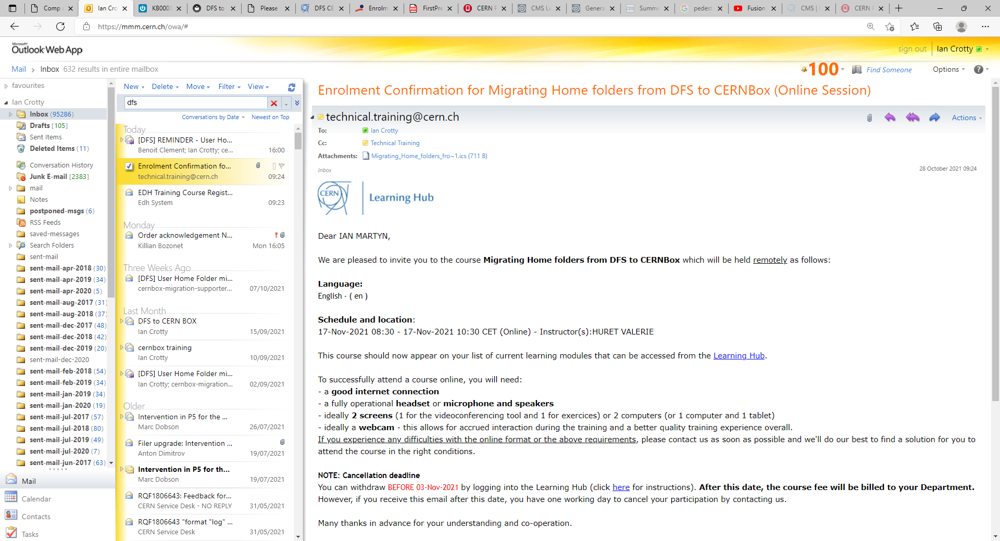 Comp
Ian Cro
KB000
DFS to
Please
DFS CE
Enrolm
FirstPre
CERN
CMS Le
Genera
Summe
pedest
Fusion
CMS |
CERN
https://mmm.cern.ch/owa/#
Microsoft
Outlook Web App
sign out
Ian Crotty
Mail
Inbox 632 results in entire mailbox
100
Find Someone
Options
favourites
Ian Crotty
Inbox (95286)
Drafts [105]
Sent Items
Deleted Items (11)
Conversation History
Junk E-mail [2383]
mail
Notes
postponed-msgs (6)
RSS Feeds
saved-messages
Search Folders
sent-mail
sent-mail-apr-2018 (30)
sent-mail-apr-2019 (34)
sent-mail-apr-2020 (5)
sent-mail-aug-2017 (31)
sent-mail-aug-2018 (37)
sent-mail-dec-2017 (48)
sent-mail-dec-2018 (42)
sent-mail-dec-2019 (20)
sent-mail-dec-2020
sent-mail-feb-2018 (54)
sent-mail-feb-2019 (34)
sent-mail-jan-2019 (34)
sent-mail-jan-2020 (19)
sent-mail-jul-2017 (57)
sent-mail-jul-2018 (80)
sent-mail-jul-2019 (49)
sent-mail-jul-2020 (7)
sent-mail-jun-2017 (63)
Mail
Calendar
Contacts
Tasks
New Delete Move Filter View
dfs
Conversations by Date Newest on Top
Today
[DFS] REMINDER - User Ho...
Benoit Clement; Ian Crotty; ce... 16:00
Enrolment Confirmation fo...
technical.training@cern.ch 09:24
EDH Training Course Regist...
Edh System 09:23
Monday
Order acknowledgement N...
Killian Bozonet Mon 16:05
Three Weeks Ago
[DFS] User Home Folder mi...
cernbox-migration-supporter... 07/10/2021
Last Month
DFS to CERN BOX
Ian Crotty 15/09/2021
cernbox training
Ian Crotty 10/09/2021
[DFS] User Home Folder mi...
Ian Crotty; cernbox-migration... 02/09/2021
Older
Intervention in P5 for the ...
Marc Dobson 26/07/2021
Filer upgrade: Intervention ...
Anton Dimitrov 19/07/2021
Intervention in P5 for th...
Marc Dobson 19/07/2021
RQF1806643: Feedback for...
CERN Service Desk - NO REPLY 31/05/2021
RQF1806643 "format "log" ...
CERN Service Desk 31/05/2021
Enrolment Confirmation for Migrating Home folders from DFS to CERNBox (Online Session)
technical.training@cern.ch
Actions
To: Ian Crotty
Cc: Technical Training
Attachments: Migrating_Home_folders_fro~1.ics (711 B)
Inbox
28 October 2021 09:24
CERN
Learning Hub
Dear IAN MARTYN,
We are pleased to invite you to the course Migrating Home folders from DFS to CERNBox which will be held remotely as follows:
Language:
English - ( en )
Schedule and location:
17-Nov-2021 08:30 - 17-Nov-2021 10:30 CET (Online) - Instructor(s):HURET VALERIE
This course should now appear on your list of current learning modules that can be accessed from the Learning Hub.
To successfully attend a course online, you will need:
- a good internet connection
- a fully operational headset or microphone and speakers
- ideally 2 screens (1 for the videoconferencing tool and 1 for exercices) or 2 computers (or 1 computer and 1 tablet)
- ideally a webcam - this allows for accrued interaction during the training and a better quality training experience overall.
If you experience any difficulties with the online format or the above requirements, please contact us as soon as possible and we'll do our best to find a solution for you to
attend the course in the right conditions.
NOTE: Cancellation deadline
You can withdraw BEFORE 03-Nov-2021 by logging into the Learning Hub (click here for instructions). After this date, the course fee will be billed to your Department.
However, if you receive this email after this date, you have one working day to cancel your participation by contacting us.
Many thanks in advance for your understanding and co-operation.